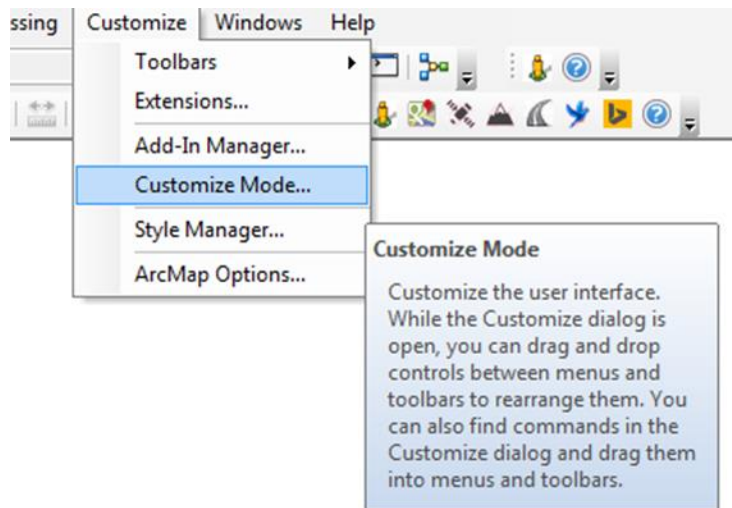 ssing Customize Windows Help
Toolbars
Extensions...
Add-In Manager...
Customize Mode...
Style Manager...
ArcMap Options...
Customize Mode
Customize the user interface.
While the Customize dialog is
open, you can drag and drop
controls between menus and
toolbars to rearrange them. You
can also find commands in the
Customize dialog and drag them
into menus and toolbars.